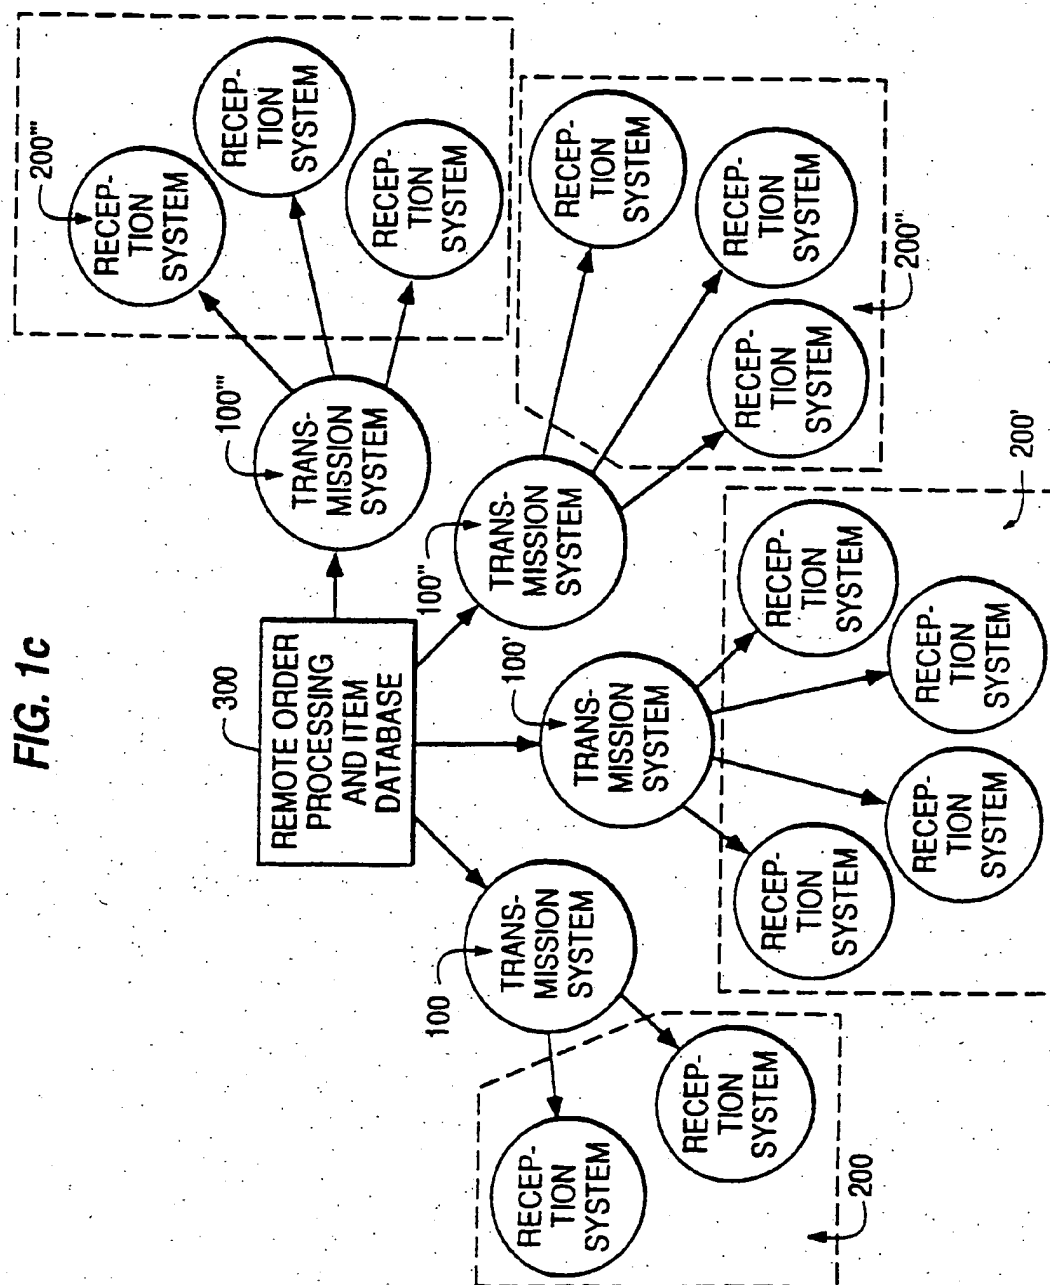 FIG. 1c
300
REMOTE ORDER
PROCESSING
AND ITEM
DATABASE
100
TRANS-
MISSION
SYSTEM
RECEP-
TION
SYSTEM
RECEP-
TION
SYSTEM
200
100'
TRANS-
MISSION
SYSTEM
RECEP-
TION
SYSTEM
RECEP-
TION
SYSTEM
RECEP-
TION
SYSTEM
RECEP-
TION
SYSTEM
200'
100''
TRANS-
MISSION
SYSTEM
RECEP-
TION
SYSTEM
RECEP-
TION
SYSTEM
RECEP-
TION
SYSTEM
200''
100'''
TRANS-
MISSION
SYSTEM
200'''
RECEP-
TION
SYSTEM
RECEP-
TION
SYSTEM
RECEP-
TION
SYSTEM